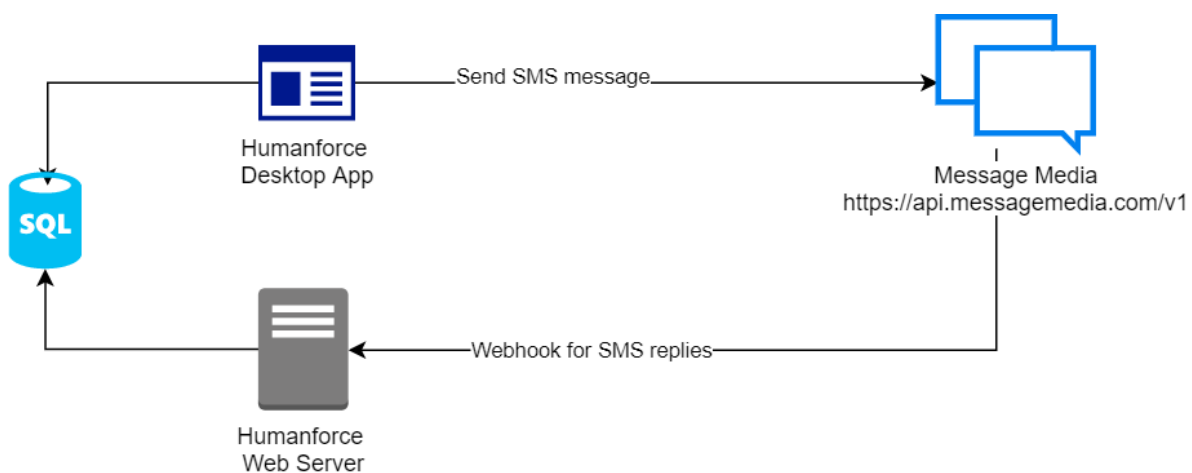 Send SMS message
Humanforce
Desktop App
Message Media
https://api.messagemedia.com/v1
SQL
Webhook for SMS replies
Humanforce
Web Server